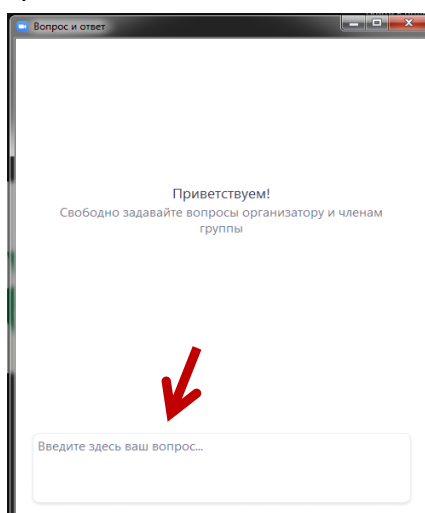 Вопрос и ответ
Приветствуем!
Свободно задавайте вопросы организатору и членам
группы
Введите здесь ваш вопрос...